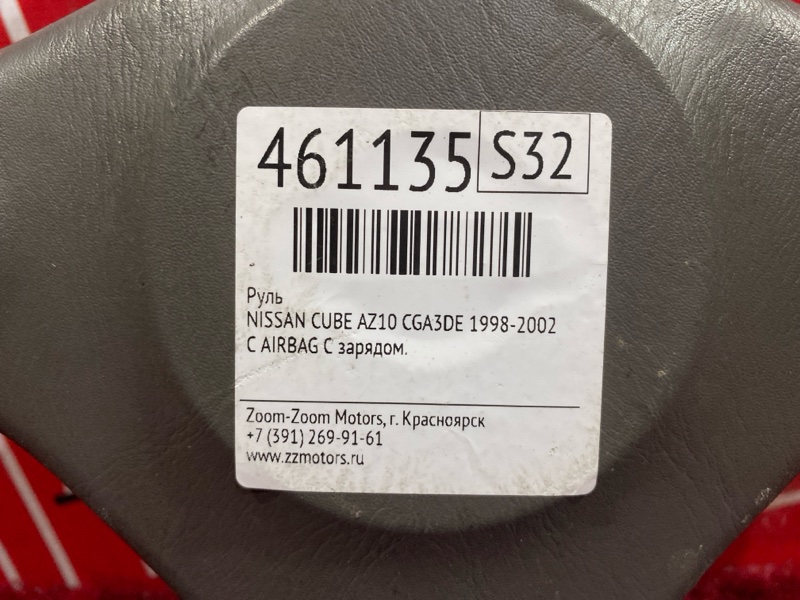 461135 S32
Руль
NISSAN CUBE AZ10 CGA3DE 1998-2002
С AIRBAG С зарядом.
Zoom-Zoom Motors, г. Красноярск
+7 (391) 269-91-61
www.zzmotors.ru